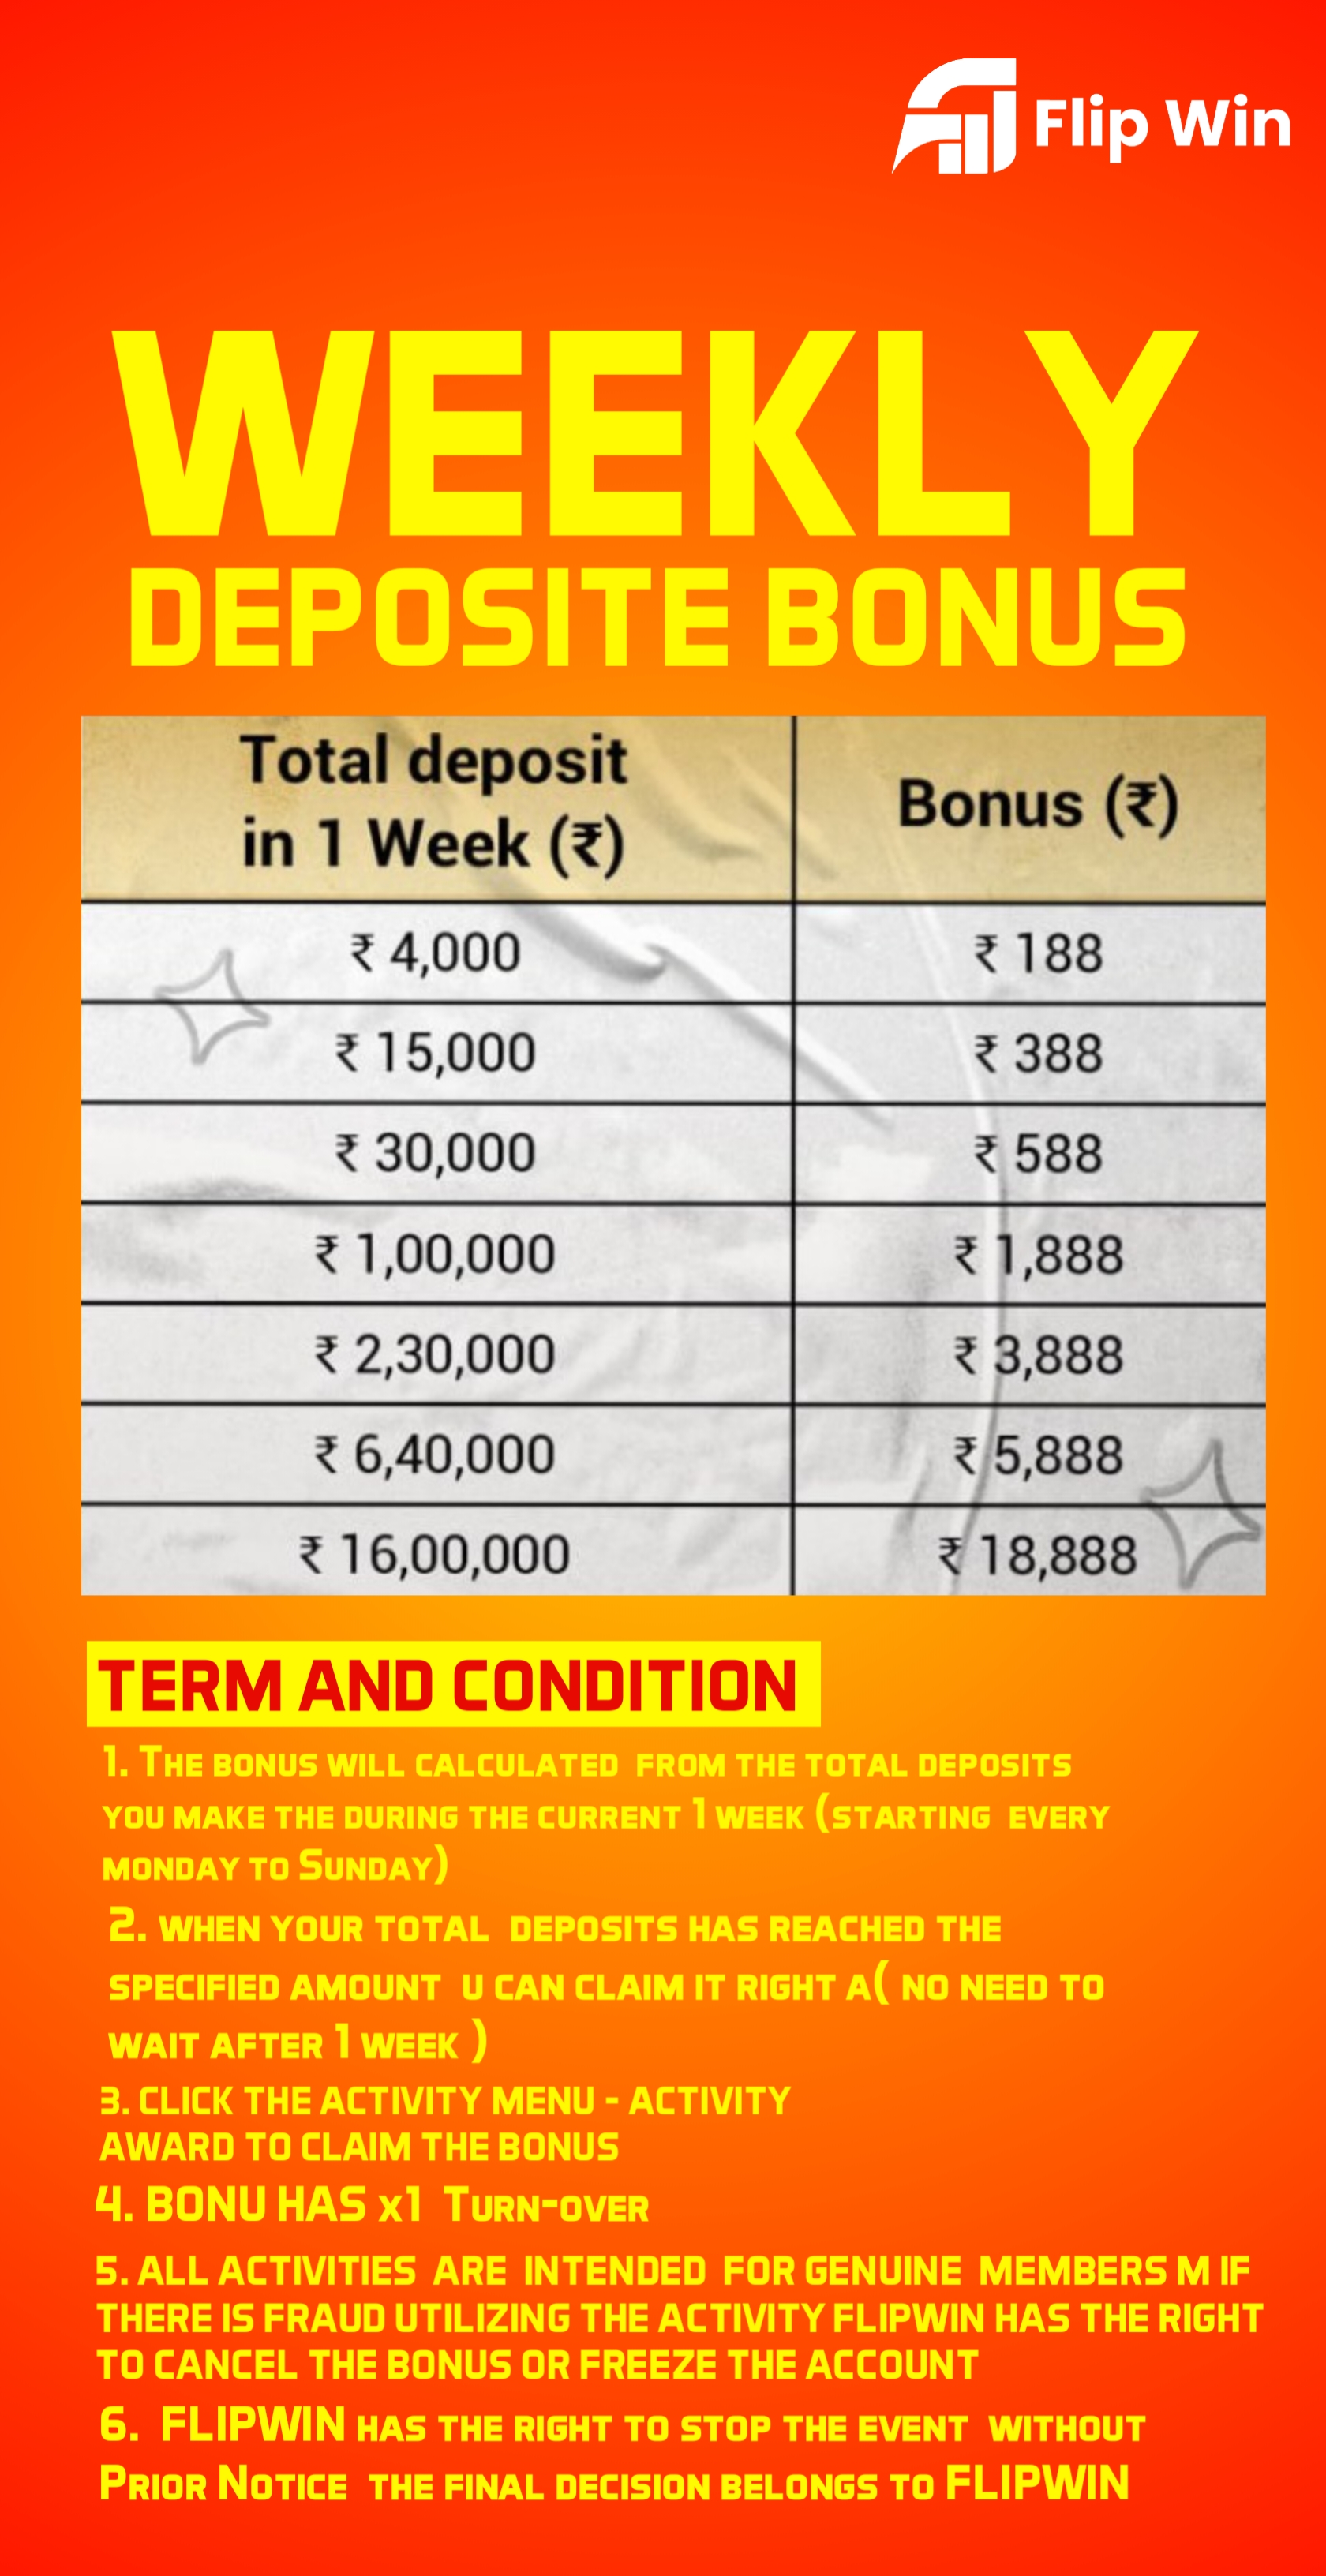 Flip Win
WEEKLY
DEPOSITE BONUS
Total deposit
in 1 Week (₹)
Bonus (₹)
₹ 4,000 ₹ 188
₹ 15,000 ₹ 388
₹ 30,000 ₹ 588
₹ 1,00,000 ₹ 1,888
₹ 2,30,000 ₹ 3,888
₹ 6,40,000 ₹ 5,888
₹ 16,00,000 ₹ 18,888
TERM AND CONDITION
1. THE BONUS WILL CALCULATED FROM THE TOTAL DEPOSITS
YOU MAKE THE DURING THE CURRENT 1 WEEK (STARTING EVERY
MONDAY TO SUNDAY)
2. WHEN YOUR TOTAL DEPOSITS HAS REACHED THE
SPECIFIED AMOUNT U CAN CLAIM IT RIGHT A( NO NEED TO
WAIT AFTER 1 WEEK )
3. CLICK THE ACTIVITY MENU - ACTIVITY
AWARD TO CLAIM THE BONUS
4. BONU HAS X1 TURN-OVER
5. ALL ACTIVITIES ARE INTENDED FOR GENUINE MEMBERS M IF
THERE IS FRAUD UTILIZING THE ACTIVITY FLIPWIN HAS THE RIGHT
TO CANCEL THE BONUS OR FREEZE THE ACCOUNT
6. FLIPWIN HAS THE RIGHT TO STOP THE EVENT WITHOUT
PRIOR NOTICE THE FINAL DECISION BELONGS TO FLIPWIN